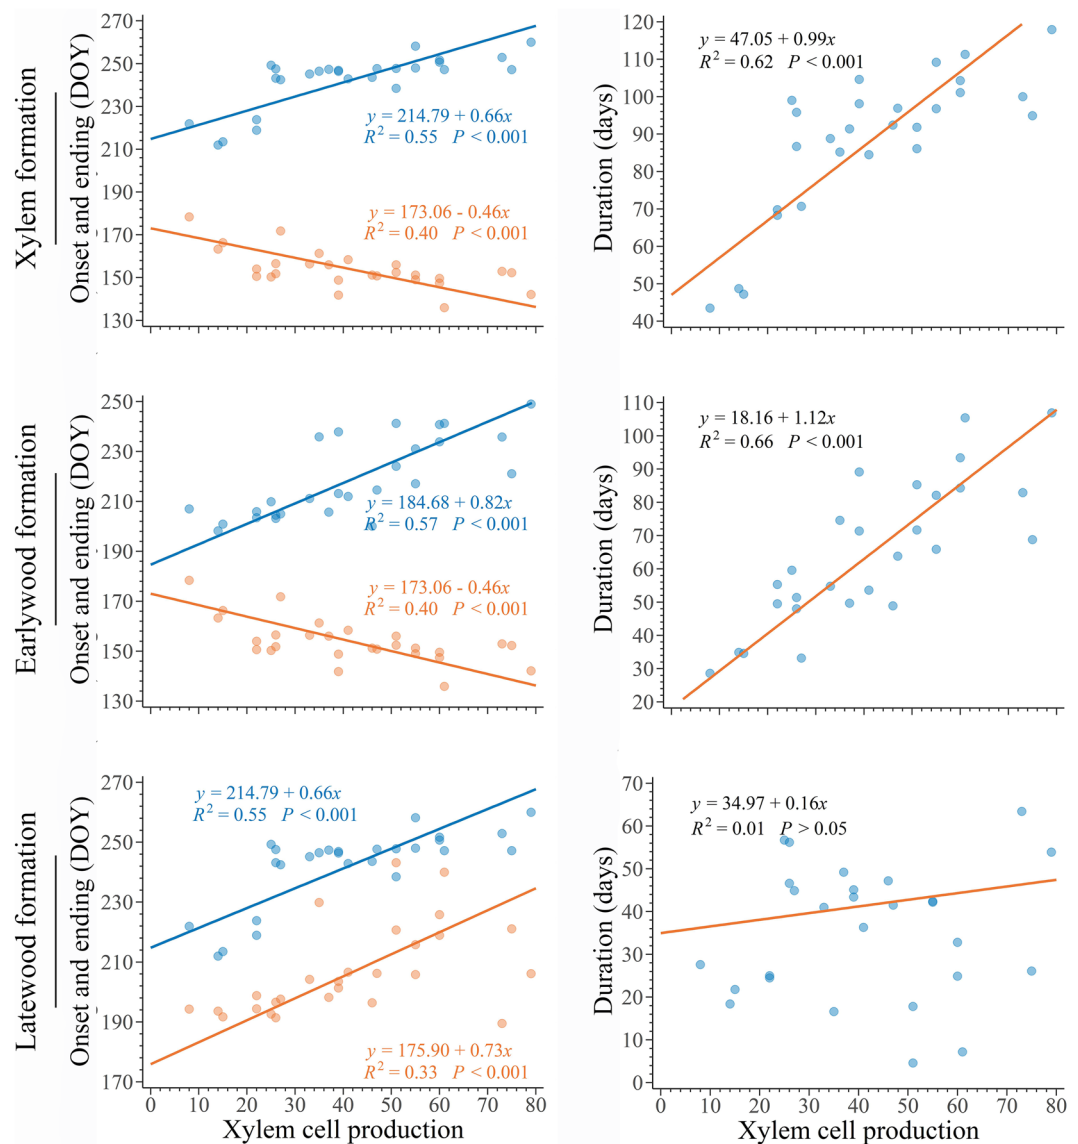 Xylem formation
Onset and ending (DOY)
270
250
230
210
190
170
150
130
y = 214.79 + 0.66x
R² = 0.55 P < 0.001
y = 173.06 - 0.46x
R² = 0.40 P < 0.001
Duration (days)
120
110
100
90
80
70
60
50
40
y = 47.05 + 0.99x
R² = 0.62 P < 0.001
Earlywood formation
Onset and ending (DOY)
250
230
210
190
170
150
130
y = 184.68 + 0.82x
R² = 0.57 P < 0.001
y = 173.06 - 0.46x
R² = 0.40 P < 0.001
Duration (days)
110
100
90
80
70
60
50
40
30
20
y = 18.16 + 1.12x
R² = 0.66 P < 0.001
Latewood formation
Onset and ending (DOY)
270
250
230
210
190
170
y = 214.79 + 0.66x
R² = 0.55 P < 0.001
y = 175.90 + 0.73x
R² = 0.33 P < 0.001
0 10 20 30 40 50 60 70 80
Xylem cell production
Duration (days)
70
60
50
40
30
20
10
0
y = 34.97 + 0.16x
R² = 0.01 P > 0.05
0 10 20 30 40 50 60 70 80
Xylem cell production